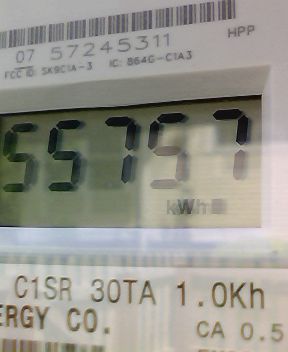 07 57245311
HPP
FCC ID: SK9C1A-3 IC: 864G-C1A3
55757
kWh
C1SR 30TA 1.0Kh
ERGY CO.
CA 0.5